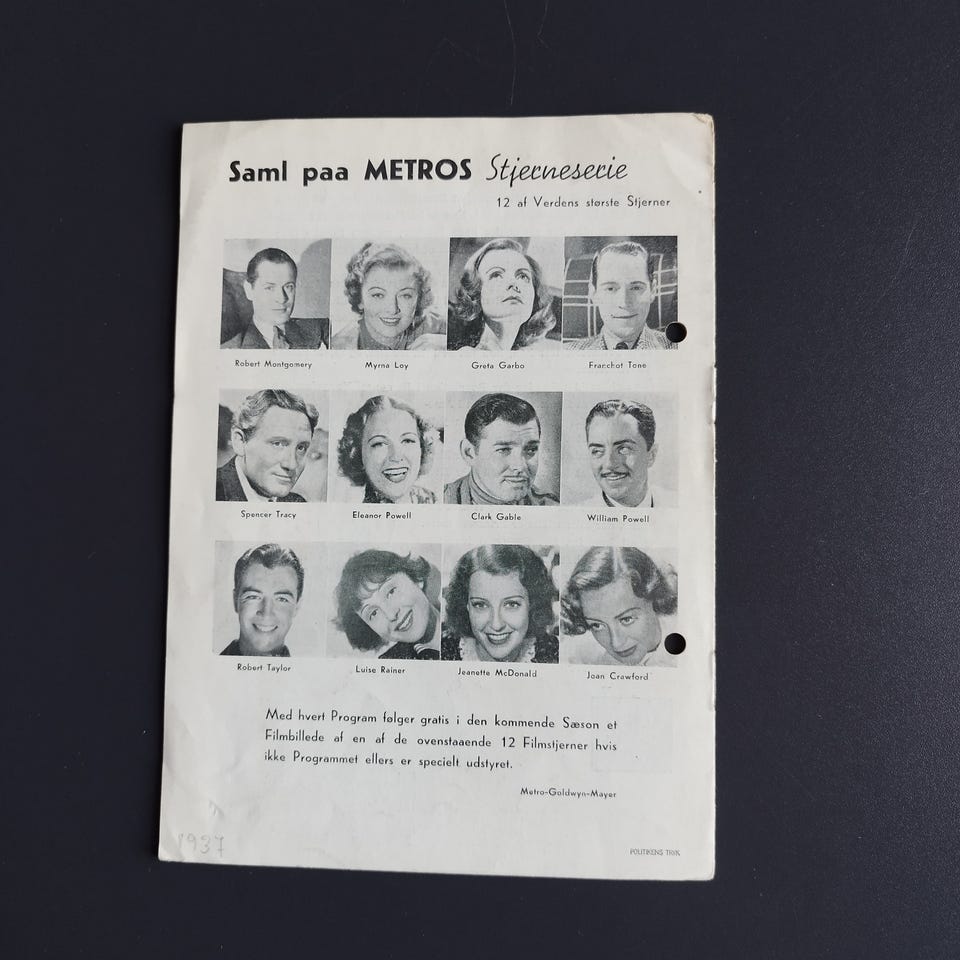 Saml paa METROS Stjerneserie
12 af Verdens største Stjerner
Robert Montgomery Myrna Loy Greta Garbo Franchot Tone
Spencer Tracy Eleanor Powell Clark Gable William Powell
Robert Taylor Luise Rainer Jeanette McDonald Joan Crawford
Med hvert Program følger gratis i den kommende Sæson et
Filmbillede af en af de ovenstaaende 12 Filmstjerner hvis
ikke Programmet ellers er specielt udstyret.
Metro-Goldwyn-Mayer
1937
POLITIKENS TRYK